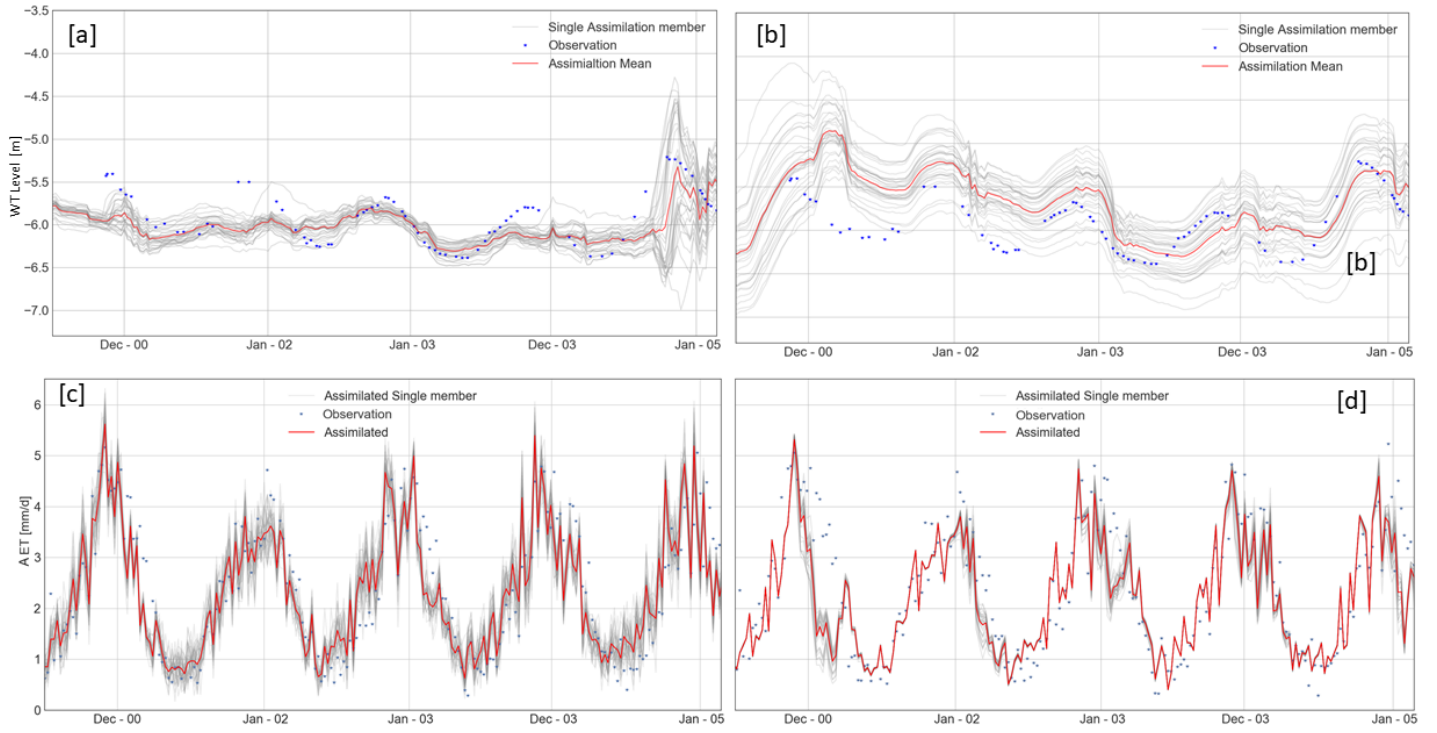 [a]
Single Assimilation member
Observation
Assimialtion Mean
WT Level [m]
−3.5
−4.0
−4.5
−5.0
−5.5
−6.0
−6.5
−7.0
Dec - 00
Jan - 02
Jan - 03
Dec - 03
Jan - 05
[b]
Single Assimilation member
Observation
Assimilation Mean
[b]
Dec - 00
Jan - 02
Jan - 03
Dec - 03
Jan - 05
[c]
Assimilated Single member
Observation
Assimilated
AET [mm/d]
6
5
4
3
2
1
0
Dec - 00
Jan - 02
Jan - 03
Dec - 03
Jan - 05
[d]
Assimilated Single member
Observation
Assimilated
Dec - 00
Jan - 02
Jan - 03
Dec - 03
Jan - 05